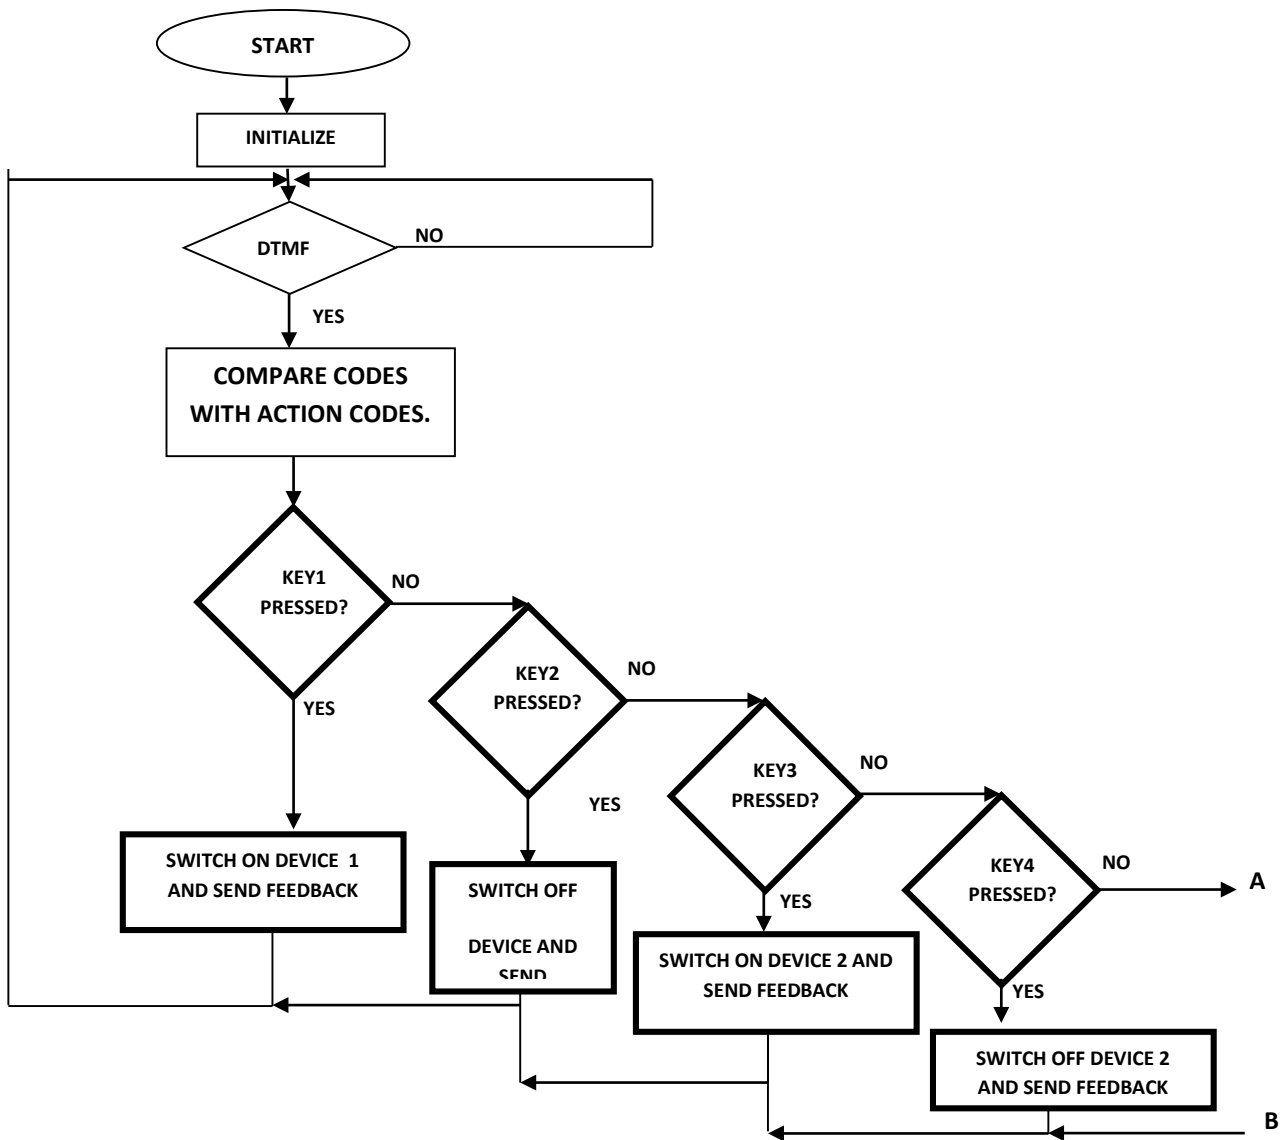 START
INITIALIZE
DTMF
NO
YES
COMPARE CODES
WITH ACTION CODES.
KEY1
PRESSED?
NO
YES
KEY2
PRESSED?
NO
YES
KEY3
PRESSED?
NO
YES
KEY4
PRESSED?
NO
A
YES
SWITCH ON DEVICE 1
AND SEND FEEDBACK
SWITCH OFF
DEVICE AND
SEND
SWITCH ON DEVICE 2 AND
SEND FEEDBACK
SWITCH OFF DEVICE 2
AND SEND FEEDBACK
B